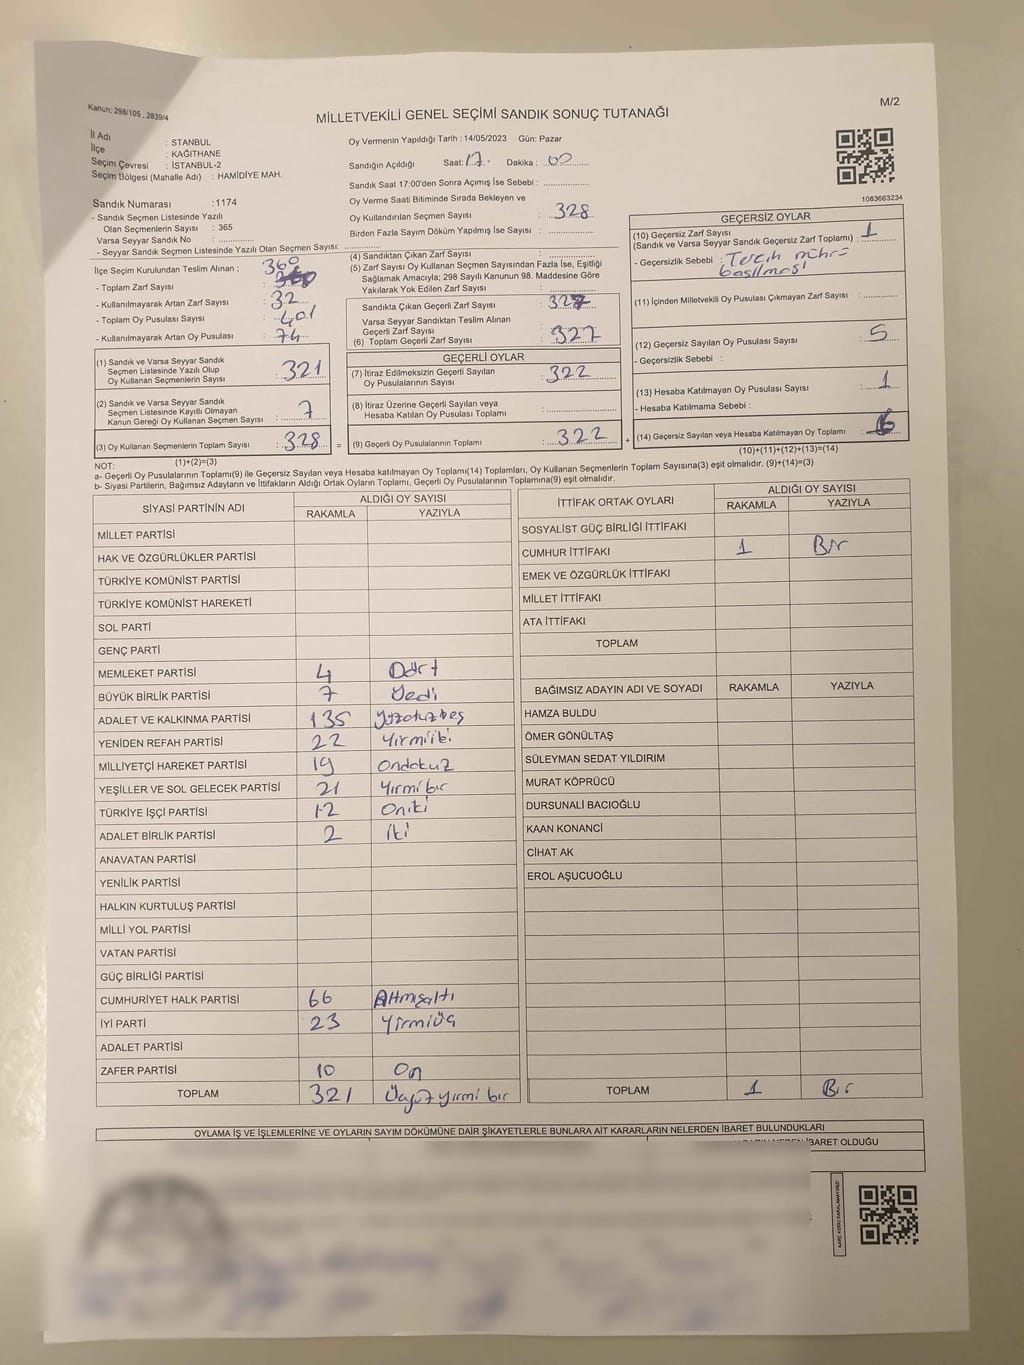 Kanun; 298/105 , 2839/4
M/2
MİLLETVEKİLİ GENEL SEÇİMİ SANDIK SONUÇ TUTANAĞI
İl Adı : STANBUL
İlçe : KAĞITHANE
Seçim Çevresi : İSTANBUL-2
Seçim Bölgesi (Mahalle Adı) : HAMİDİYE MAH.
Sandık Numarası :1174
- Sandık Seçmen Listesinde Yazılı
Olan Seçmenlerin Sayısı : 365
Varsa Seyyar Sandık No :
- Seyyar Sandık Seçmen Listesinde Yazılı Olan Seçmen Sayısı:
İlçe Seçim Kurulundan Teslim Alınan ;
- Toplam Zarf Sayısı : 360
- Kullanılmayarak Artan Zarf Sayısı : 32
- Toplam Oy Pusulası Sayısı : 401
- Kullanılmayarak Artan Oy Pusulası : 74
(1) Sandık ve Varsa Seyyar Sandık
Seçmen Listesinde Yazılı Olup
Oy Kullanan Seçmenlerin Sayısı : 321
(2) Sandık ve Varsa Seyyar Sandık
Seçmen Listesinde Kayıtlı Olmayan
Kanun Gereği Oy Kullanan Seçmen Sayısı : 7
(3) Oy Kullanan Seçmenlerin Toplam Sayısı : 328 =
(1)+(2)=(3)
Oy Vermenin Yapıldığı Tarih : 14/05/2023 Gün: Pazar
Sandığın Açıldığı Saat: 17 Dakika : 00
Sandık Saat 17:00'den Sonra Açımış İse Sebebi :
Oy Verme Saati Bitiminde Sırada Bekleyen ve
Oy Kullandırılan Seçmen Sayısı : 328
Birden Fazla Sayım Döküm Yapılmış İse Sayısı :
(4) Sandıktan Çıkan Zarf Sayısı :
(5) Zarf Sayısı Oy Kullanan Seçmen Sayısından Fazla İse, Eşitliği
Sağlamak Amacıyla; 298 Sayılı Kanunun 98. Maddesine Göre
Yakılarak Yok Edilen Zarf Sayısı :
Sandıkta Çıkan Geçerli Zarf Sayısı : 327
Varsa Seyyar Sandıktan Teslim Alınan
Geçerli Zarf Sayısı :
(6) Toplam Geçerli Zarf Sayısı : 327
GEÇERLİ OYLAR
(7) İtiraz Edilmeksizin Geçerli Sayılan
Oy Pusulalarının Sayısı : 322
(8) İtiraz Üzerine Geçerli Sayılan veya
Hesaba Katılan Oy Pusulası Toplamı :
(9) Geçerli Oy Pusulalarının Toplamı : 322 +
1083663234
GEÇERSİZ OYLAR
(10) Geçersiz Zarf Sayısı
(Sandık ve Varsa Seyyar Sandık Geçersiz Zarf Toplamı) : 1
- Geçersizlik Sebebi : Tercih mührü
basılması
(11) İçinden Milletvekili Oy Pusulası Çıkmayan Zarf Sayısı :
(12) Geçersiz Sayılan Oy Pusulası Sayısı : 5
- Geçersizlik Sebebi :
(13) Hesaba Katılmayan Oy Pusulası Sayısı : 1
- Hesaba Katılmama Sebebi :
(14) Geçersiz Sayılan veya Hesaba Katılmayan Oy Toplamı : 6
(10)+(11)+(12)+(13)=(14)
NOT:
a- Geçerli Oy Pusulalarının Toplamı(9) ile Geçersiz Sayılan veya Hesaba katılmayan Oy Toplamı(14) Toplamları, Oy Kullanan Seçmenlerin Toplam Sayısına(3) eşit olmalıdır. (9)+(14)=(3)
b- Siyasi Partilerin, Bağımsız Adayların ve İttifakların Aldığı Ortak Oyların Toplamı, Geçerli Oy Pusulalarının Toplamına(9) eşit olmalıdır.
SİYASİ PARTİNİN ADI ALDIĞI OY SAYISI
RAKAMLA YAZIYLA
MİLLET PARTİSİ
HAK VE ÖZGÜRLÜKLER PARTİSİ
TÜRKİYE KOMÜNİST PARTİSİ
TÜRKİYE KOMÜNİST HAREKETİ
SOL PARTİ
GENÇ PARTİ
MEMLEKET PARTİSİ 4 Dört
BÜYÜK BİRLİK PARTİSİ 7 Yedi
ADALET VE KALKINMA PARTİSİ 135 yüzotuzbeş
YENİDEN REFAH PARTİSİ 22 Yirmiiki
MİLLİYETÇİ HAREKET PARTİSİ 19 Ondokuz
YEŞİLLER VE SOL GELECEK PARTİSİ 21 Yirmi bir
TÜRKİYE İŞÇİ PARTİSİ 12 Oniki
ADALET BİRLİK PARTİSİ 2 iki
ANAVATAN PARTİSİ
YENİLİK PARTİSİ
HALKIN KURTULUŞ PARTİSİ
MİLLİ YOL PARTİSİ
VATAN PARTİSİ
GÜÇ BİRLİĞİ PARTİSİ
CUMHURİYET HALK PARTİSİ 66 Altmışaltı
İYİ PARTİ 23 Yirmiüç
ADALET PARTİSİ
ZAFER PARTİSİ 10 On
TOPLAM 321 Üçyüz yirmi bir
İTTİFAK ORTAK OYLARI ALDIĞI OY SAYISI
RAKAMLA YAZIYLA
SOSYALİST GÜÇ BİRLİĞİ İTTİFAKI
CUMHUR İTTİFAKI 1 Bir
EMEK VE ÖZGÜRLÜK İTTİFAKI
MİLLET İTTİFAKI
ATA İTTİFAKI
TOPLAM
BAĞIMSIZ ADAYIN ADI VE SOYADI RAKAMLA YAZIYLA
HAMZA BULDU
ÖMER GÖNÜLTAŞ
SÜLEYMAN SEDAT YILDIRIM
MURAT KÖPRÜCÜ
DURSUNALİ BACIOĞLU
KAAN KONANCİ
CİHAT AK
EROL AŞUCUOĞLU
TOPLAM 1 Bir
OYLAMA İŞ VE İŞLEMLERİNE VE OYLARIN SAYIM DÖKÜMÜNE DAİR ŞİKAYETLERLE BUNLARA AİT KARARLARIN NELERDEN İBARET BULUNDUKLARI
İBARET OLDUĞU